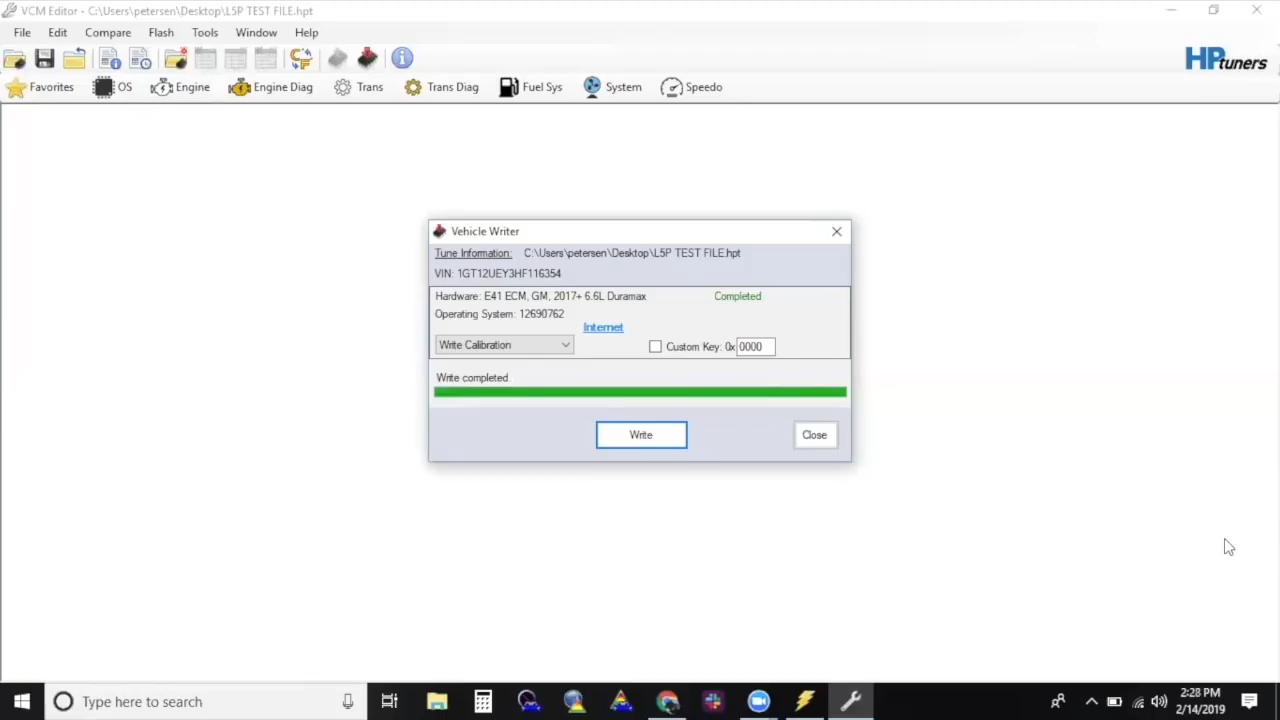 VCM Editor - C:\Users\petersen\Desktop\L5P TEST FILE.hpt
File Edit Compare Flash Tools Window Help
HPtuners
Favorites OS Engine Engine Diag Trans Trans Diag Fuel Sys System Speedo
Vehicle Writer
Tune Information: C:\Users\petersen\Desktop\L5P TEST FILE.hpt
VIN: 1GT12UEY3HF116354
Hardware: E41 ECM, GM, 2017+ 6.6L Duramax Completed
Operating System: 12690762
Internet
Write Calibration Custom Key: 0x 0000
Write completed.
Write Close
Type here to search
2:28 PM
2/14/2019